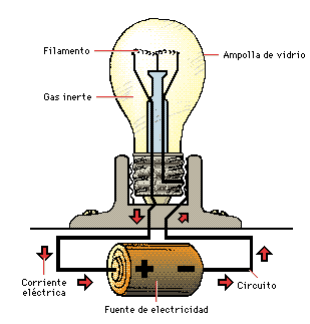 Filamento
Ampolla de vidrio
Gas inerte
+ -
Corriente
eléctrica
Circuito
Fuente de electricidad